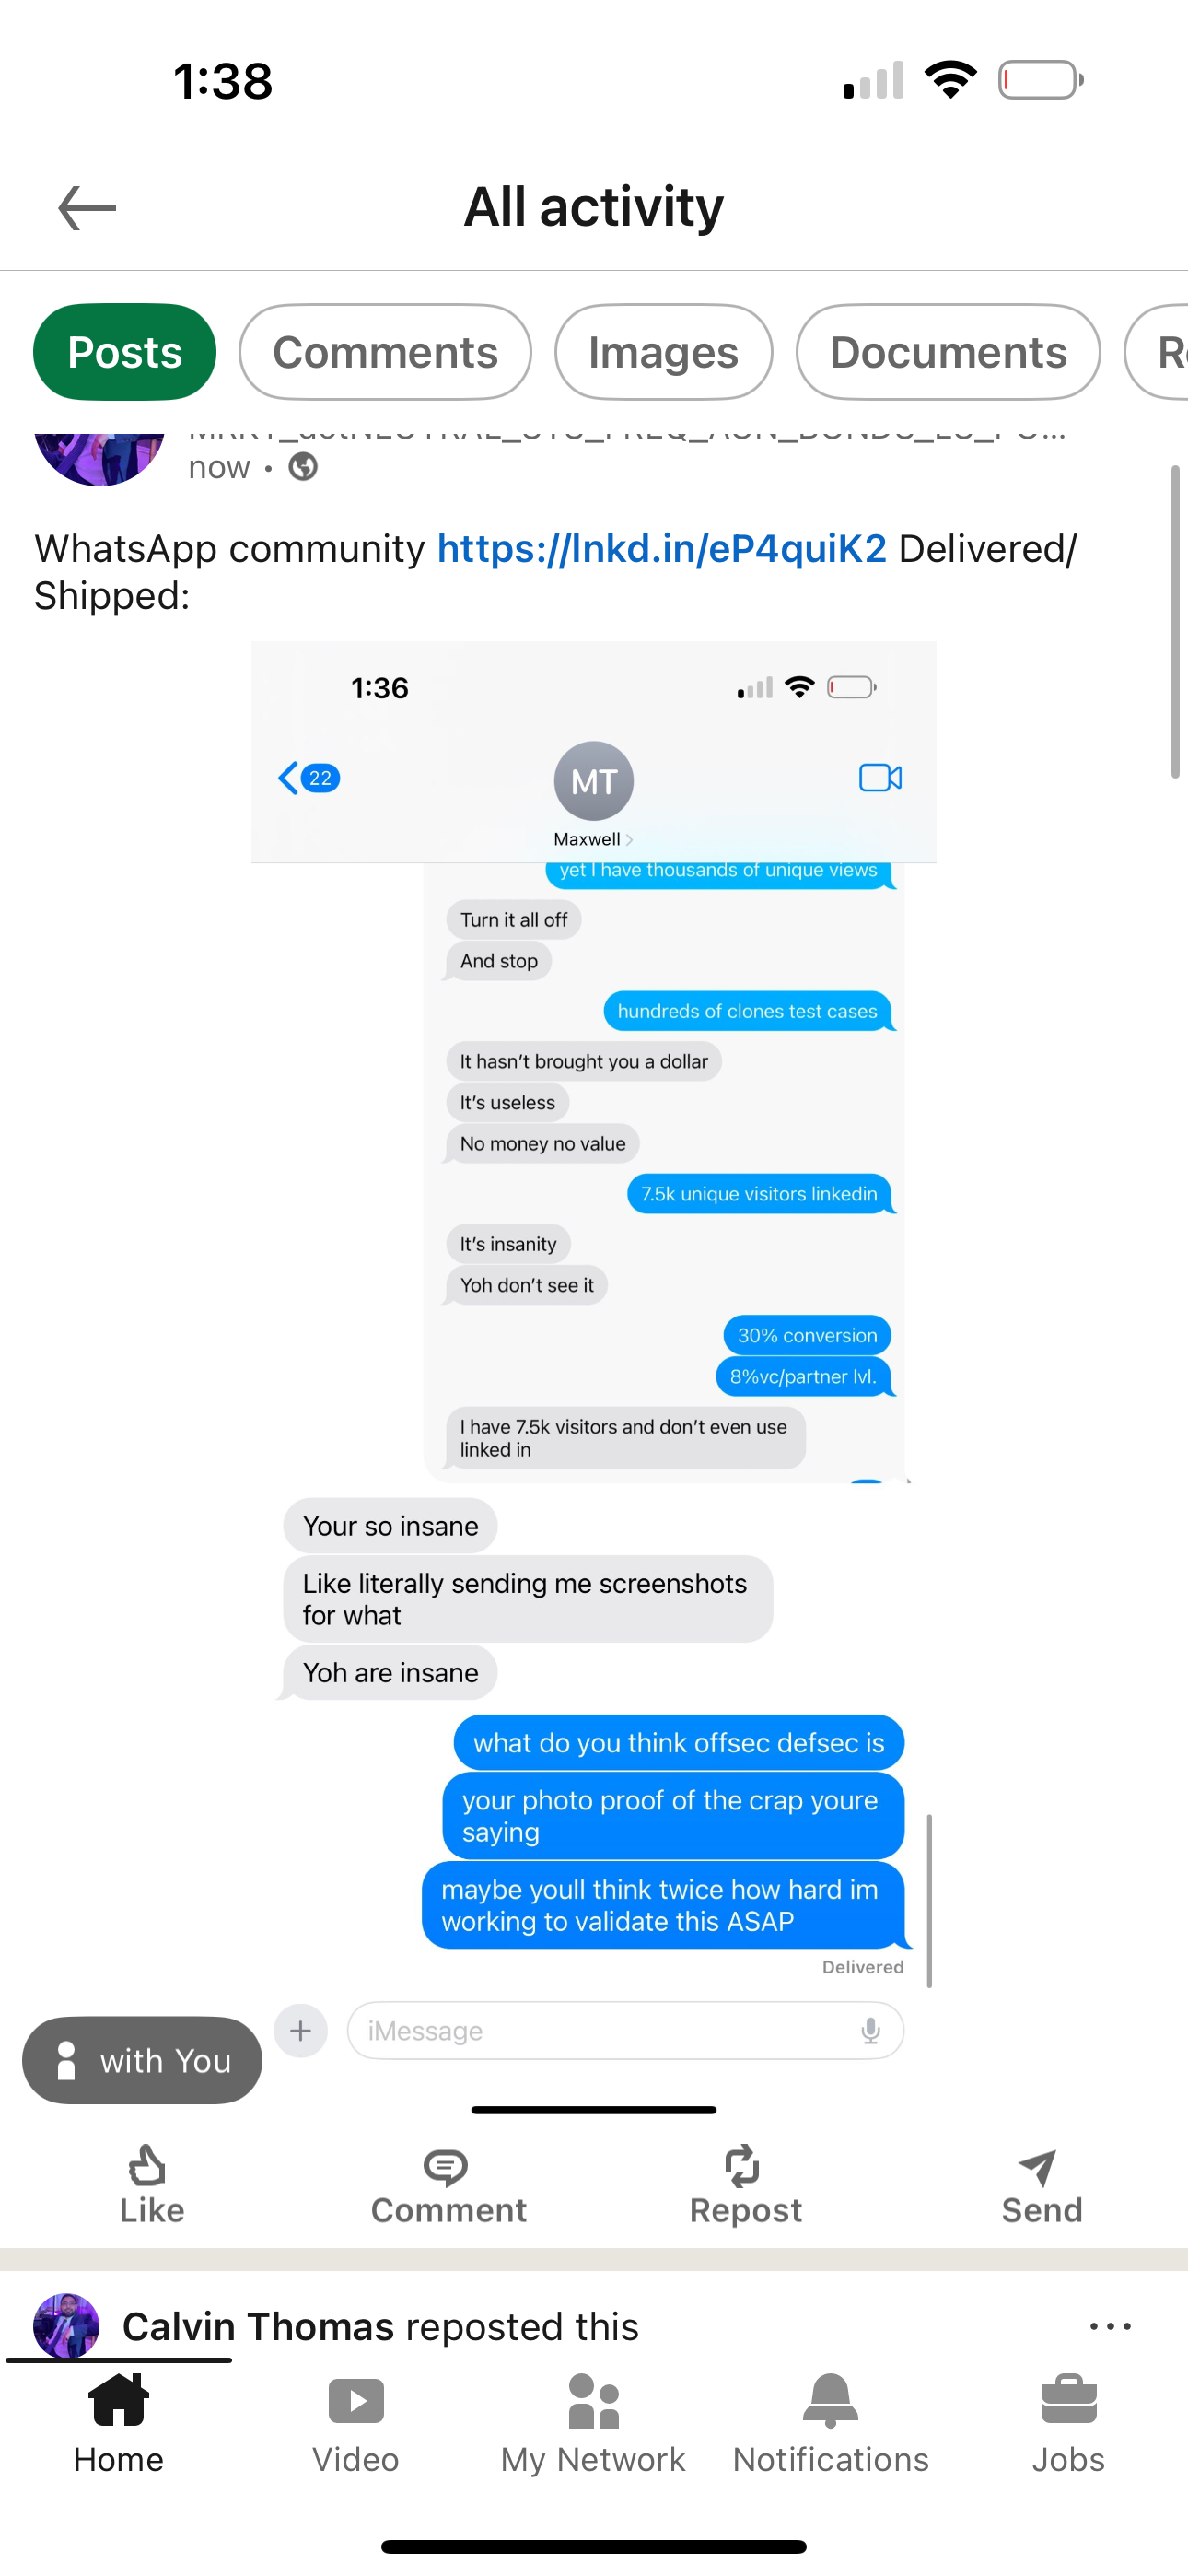 1:38
All activity
Posts Comments Images Documents
now •
WhatsApp community https://lnkd.in/eP4quiK2 Delivered/
Shipped:
1:36
22
MT
Maxwell
yet I have thousands of unique views
Turn it all off
And stop
hundreds of clones test cases
It hasn't brought you a dollar
It's useless
No money no value
7.5k unique visitors linkedin
It's insanity
Yoh don't see it
30% conversion
8%vc/partner lvl.
I have 7.5k visitors and don't even use
linked in
Your so insane
Like literally sending me screenshots
for what
Yoh are insane
what do you think offsec defsec is
your photo proof of the crap youre
saying
maybe youll think twice how hard im
working to validate this ASAP
Delivered
iMessage
with You
Like Comment Repost Send
Calvin Thomas reposted this
Home Video My Network Notifications Jobs